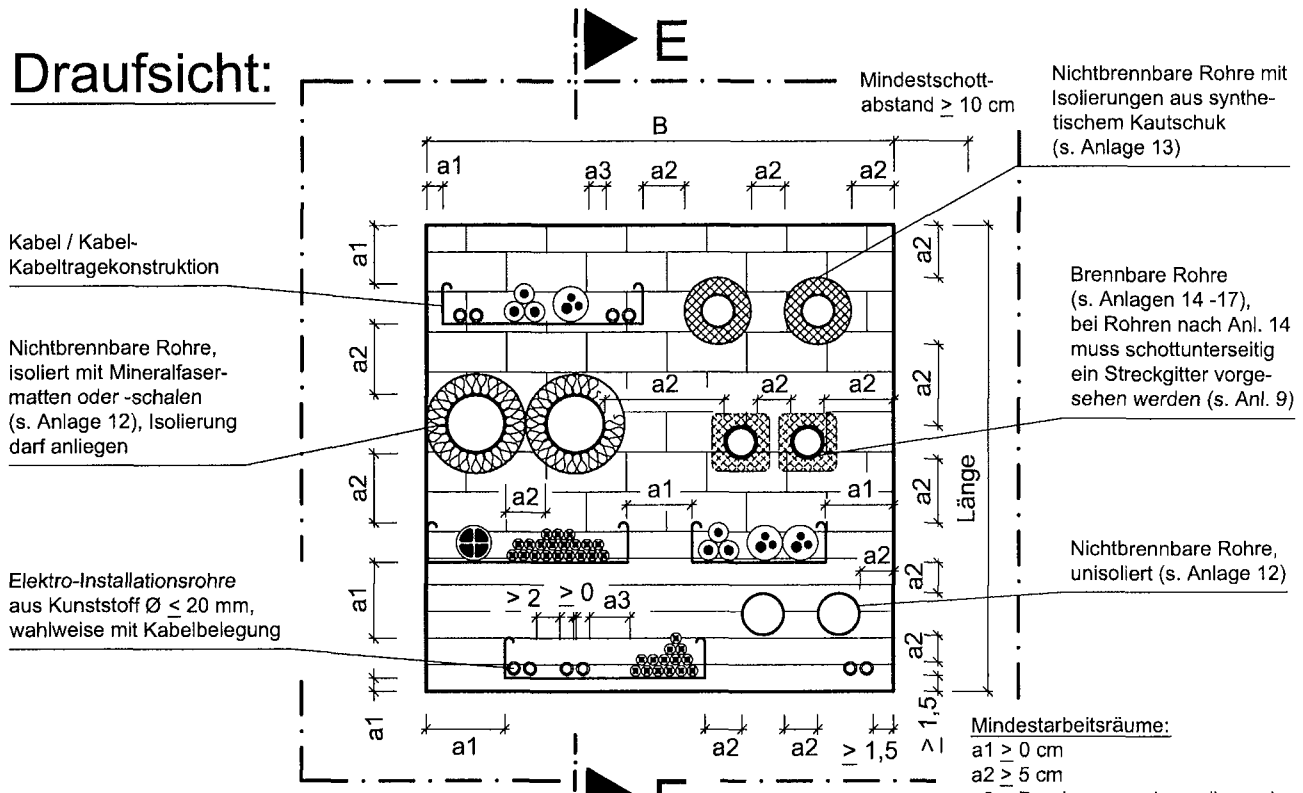 Draufsicht:
E
Mindestschott-
abstand ≥ 10 cm
Nichtbrennbare Rohre mit
Isolierungen aus synthe-
tischem Kautschuk
(s. Anlage 13)
B
a1
a3
a2
a2
a2
Kabel / Kabel-
Kabeltragekonstruktion
a1
a2
Brennbare Rohre
(s. Anlagen 14 -17),
bei Rohren nach Anl. 14
muss schottunterseitig
ein Streckgitter vorge-
sehen werden (s. Anl. 9)
Nichtbrennbare Rohre,
isoliert mit Mineralfaser-
matten oder -schalen
(s. Anlage 12), Isolierung
darf anliegen
a2
a2
a2
a2
a2
a2
a2
a2
a1
a1
Länge
Nichtbrennbare Rohre,
unisoliert (s. Anlage 12)
Elektro-Installationsrohre
aus Kunststoff Ø ≤ 20 mm,
wahlweise mit Kabelbelegung
a1
> 2
≥ 0
a3
a2
a2
a2
a1
a1
a2
a2
≥ 1,5
≥ 1,5
Mindestarbeitsräume:
a1 ≥ 0 cm
a2 ≥ 5 cm